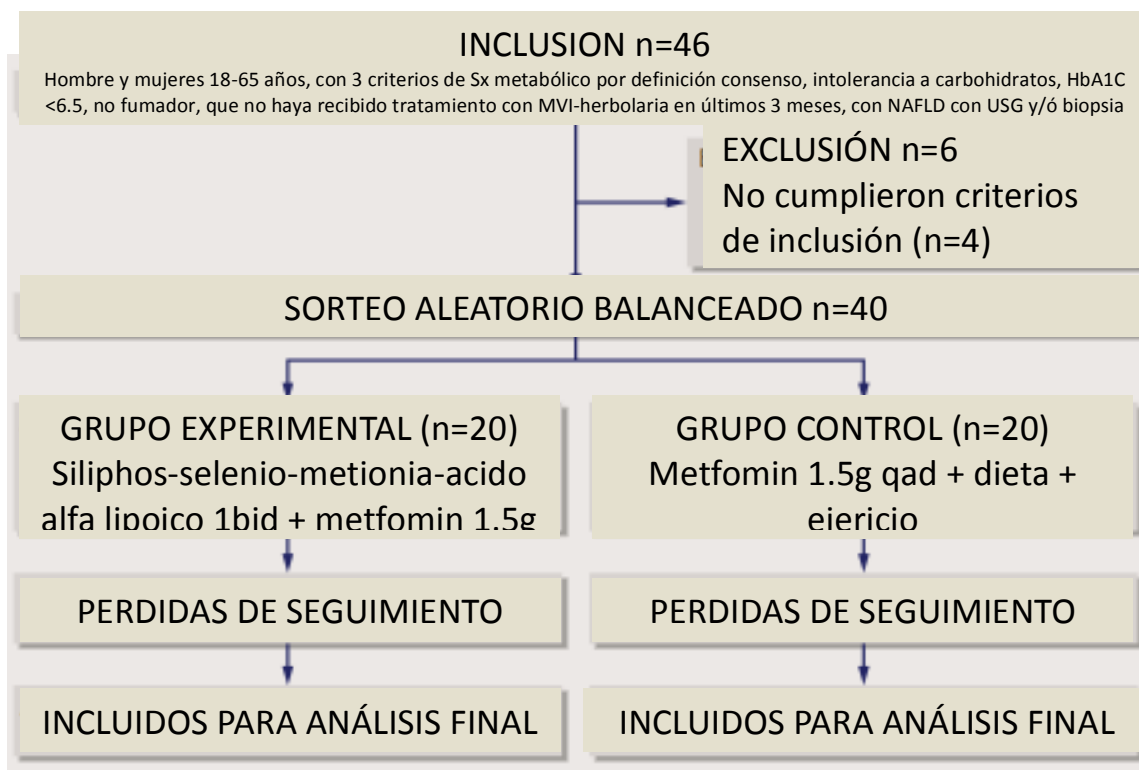 INCLUSION n=46
Hombre y mujeres 18-65 años, con 3 criterios de Sx metabólico por definición consenso, intolerancia a carbohidratos, HbA1C
<6.5, no fumador, que no haya recibido tratamiento con MVI-herbolaria en últimos 3 meses, con NAFLD con USG y/ó biopsia
EXCLUSIÓN n=6
No cumplieron criterios
de inclusión (n=4)
SORTEO ALEATORIO BALANCEADO n=40
GRUPO EXPERIMENTAL (n=20)
Siliphos-selenio-metionia-acido
alfa lipoico 1bid + metfomin 1.5g
GRUPO CONTROL (n=20)
Metfomin 1.5g qad + dieta +
ejericio
PERDIDAS DE SEGUIMIENTO
PERDIDAS DE SEGUIMIENTO
INCLUIDOS PARA ANÁLISIS FINAL
INCLUIDOS PARA ANÁLISIS FINAL